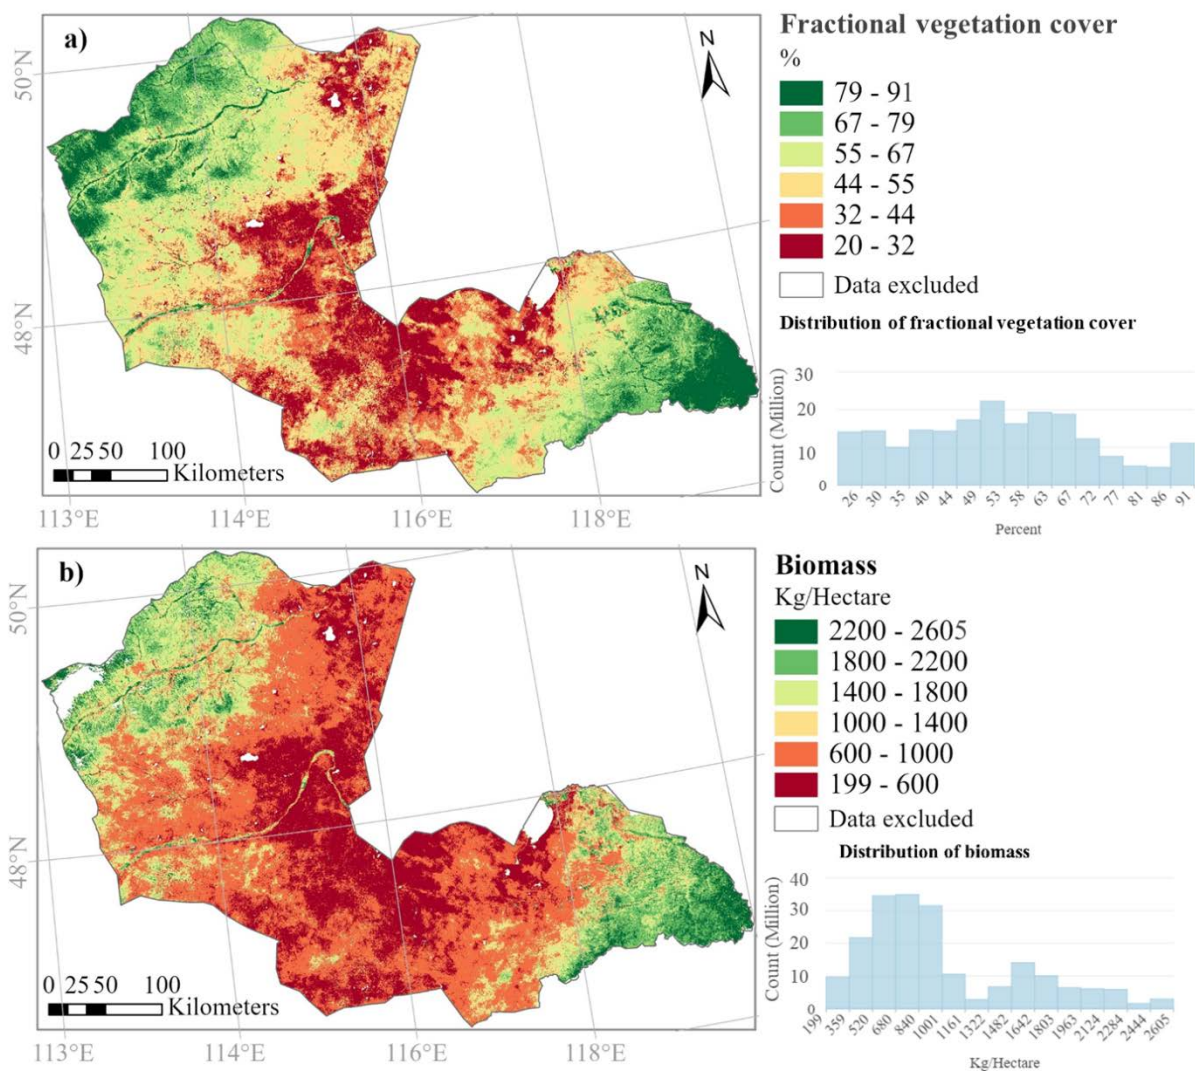 a)
N
50°N
48°N
0 25 50 100
Kilometers
113°E
114°E
116°E
118°E
Fractional vegetation cover
%
79 - 91
67 - 79
55 - 67
44 - 55
32 - 44
20 - 32
Data excluded
Distribution of fractional vegetation cover
Count (Million)
30
20
10
0
26 30 35 40 44 49 53 58 63 67 72 77 81 86 91
Percent
b)
N
50°N
48°N
0 25 50 100
Kilometers
113°E
114°E
116°E
118°E
Biomass
Kg/Hectare
2200 - 2605
1800 - 2200
1400 - 1800
1000 - 1400
600 - 1000
199 - 600
Data excluded
Distribution of biomass
Count (Million)
40
30
20
10
0
199 359 520 680 840 1001 1161 1322 1482 1642 1803 1963 2124 2284 2444 2605
Kg/Hectare